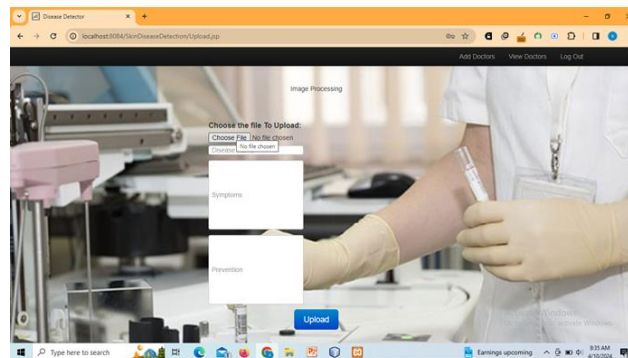 Disease Detector
localhost:8084/SkinDiseaseDetection/Upload.jsp
Add Doctors View Doctors Log Out
Image Processing
Choose the file To Upload:
Choose File No file chosen
Disease
No file chosen
Symptoms
Prevention
Upload
Type here to search
Earnings upcoming
9:35 AM
4/10/2024